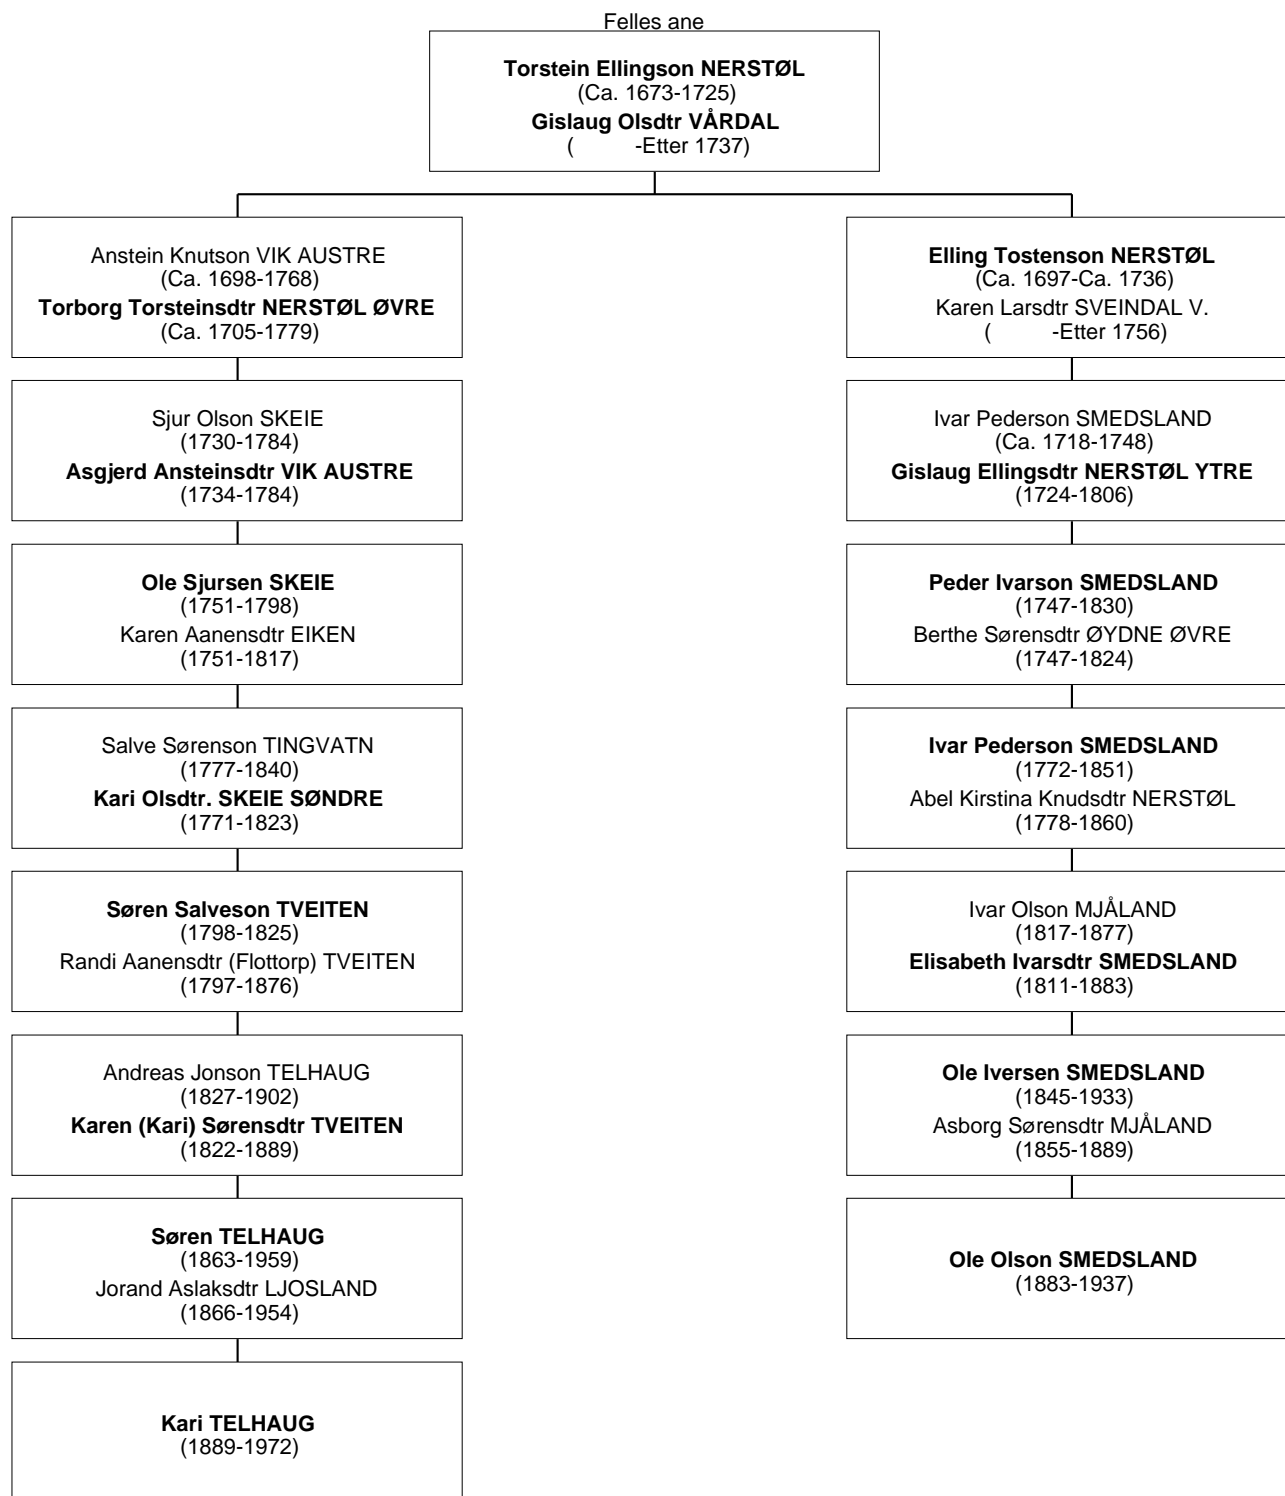 Felles ane
Torstein Ellingson NERSTØL
(Ca. 1673-1725)
Gislaug Olsdtr VÅRDAL
( -Etter 1737)
Anstein Knutson VIK AUSTRE
(Ca. 1698-1768)
Torborg Torsteinsdtr NERSTØL ØVRE
(Ca. 1705-1779)
Sjur Olson SKEIE
(1730-1784)
Asgjerd Ansteinsdtr VIK AUSTRE
(1734-1784)
Ole Sjursen SKEIE
(1751-1798)
Karen Aanensdtr EIKEN
(1751-1817)
Salve Sørenson TINGVATN
(1777-1840)
Kari Olsdtr. SKEIE SØNDRE
(1771-1823)
Søren Salveson TVEITEN
(1798-1825)
Randi Aanensdtr (Flottorp) TVEITEN
(1797-1876)
Andreas Jonson TELHAUG
(1827-1902)
Karen (Kari) Sørensdtr TVEITEN
(1822-1889)
Søren TELHAUG
(1863-1959)
Jorand Aslaksdtr LJOSLAND
(1866-1954)
Kari TELHAUG
(1889-1972)
Elling Tostenson NERSTØL
(Ca. 1697-Ca. 1736)
Karen Larsdtr SVEINDAL V.
( -Etter 1756)
Ivar Pederson SMEDSLAND
(Ca. 1718-1748)
Gislaug Ellingsdtr NERSTØL YTRE
(1724-1806)
Peder Ivarson SMEDSLAND
(1747-1830)
Berthe Sørensdtr ØYDNE ØVRE
(1747-1824)
Ivar Pederson SMEDSLAND
(1772-1851)
Abel Kirstina Knudsdtr NERSTØL
(1778-1860)
Ivar Olson MJÅLAND
(1817-1877)
Elisabeth Ivarsdtr SMEDSLAND
(1811-1883)
Ole Iversen SMEDSLAND
(1845-1933)
Asborg Sørensdtr MJÅLAND
(1855-1889)
Ole Olson SMEDSLAND
(1883-1937)